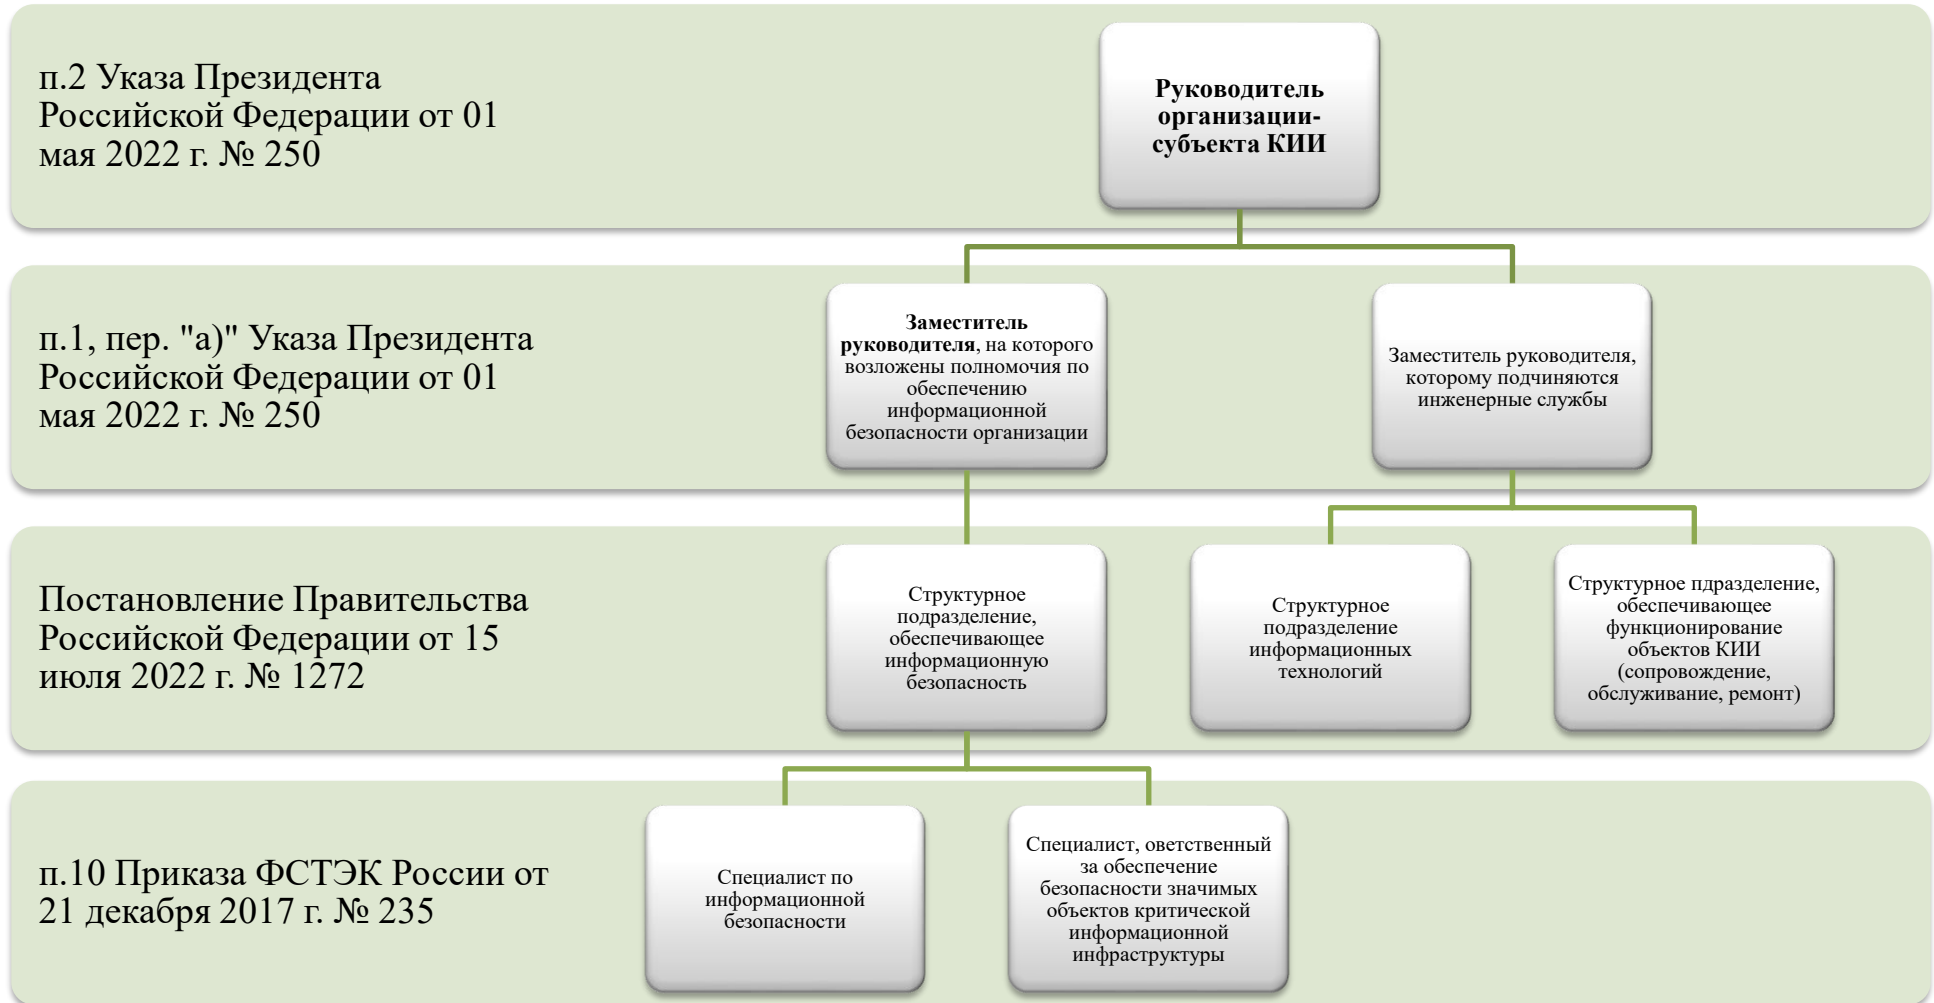 п.2 Указа Президента
Российской Федерации от 01
мая 2022 г. № 250
Руководитель
организации-
субъекта КИИ
п.1, пер. "а)" Указа Президента
Российской Федерации от 01
мая 2022 г. № 250
Заместитель
руководителя, на которого
возложены полномочия по
обеспечению
информационной
безопасности организации
Заместитель руководителя,
которому подчиняются
инженерные службы
Постановление Правительства
Российской Федерации от 15
июля 2022 г. № 1272
Структурное
подразделение,
обеспечивающее
информационную
безопасность
Структурное
подразделение
информационных
технологий
Структурное пдразделение,
обеспечивающее
функционирование
объектов КИИ
(сопровождение,
обслуживание, ремонт)
п.10 Приказа ФСТЭК России от
21 декабря 2017 г. № 235
Специалист по
информационной
безопасности
Специалист, оветственный
за обеспечение
безопасности значимых
объектов критической
информационной
инфраструктуры